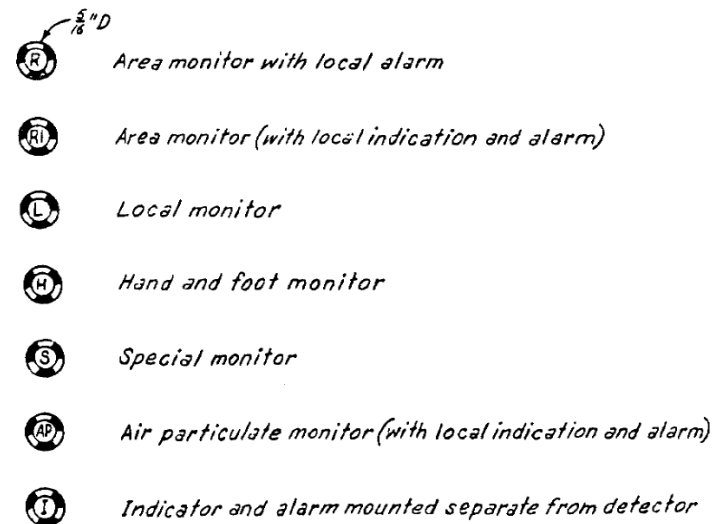 5/16"D
R Area monitor with local alarm
RI Area monitor (with local indication and alarm)
L Local monitor
H Hand and foot monitor
S Special monitor
AP Air particulate monitor (with local indication and alarm)
I Indicator and alarm mounted separate from detector